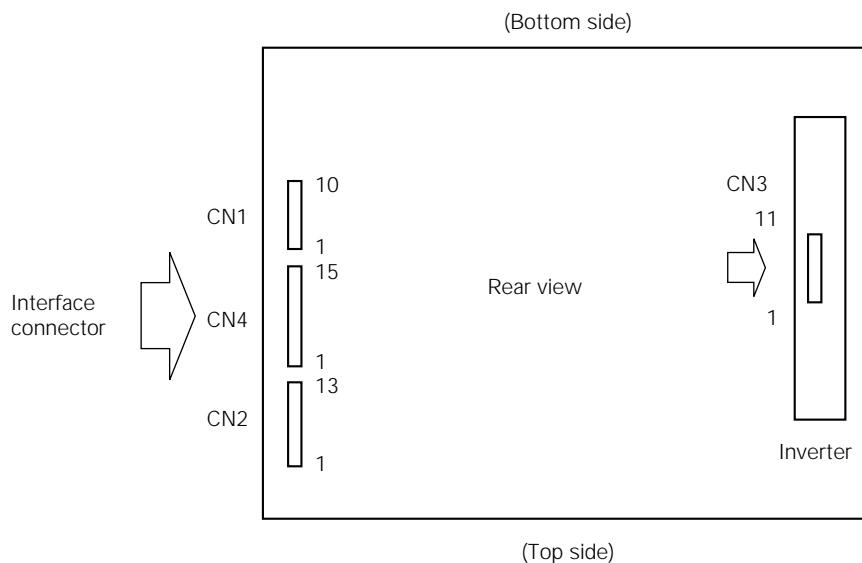 (Bottom side)
10
CN3
CN1
11
1
15
Rear view
Interface
connector
CN4
1
1
13
CN2
Inverter
1
(Top side)